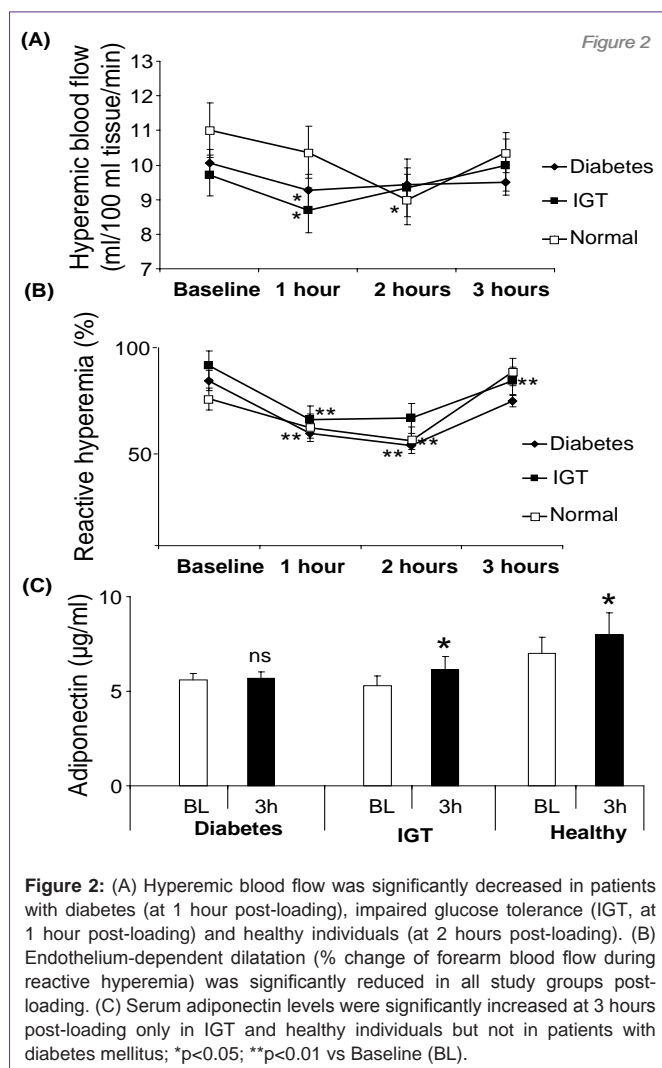 (A)
Figure 2
Hyperemic blood flow
(ml/100 ml tissue/min)
13
12
11
10
9
8
7
*
*
*
Diabetes
IGT
Normal
Baseline 1 hour 2 hours 3 hours
(B)
Reactive hyperemia (%)
100
50
**
**
**
**
**
Diabetes
IGT
Normal
Baseline 1 hour 2 hours 3 hours
(C)
Adiponectin (µg/ml)
10
5
0
ns
*
*
BL 3h BL 3h BL 3h
Diabetes IGT Healthy
Figure 2: (A) Hyperemic blood flow was significantly decreased in patients
with diabetes (at 1 hour post-loading), impaired glucose tolerance (IGT, at
1 hour post-loading) and healthy individuals (at 2 hours post-loading). (B)
Endothelium-dependent dilatation (% change of forearm blood flow during
reactive hyperemia) was significantly reduced in all study groups post-
loading. (C) Serum adiponectin levels were significantly increased at 3 hours
post-loading only in IGT and healthy individuals but not in patients with
diabetes mellitus; *p<0.05; **p<0.01 vs Baseline (BL).